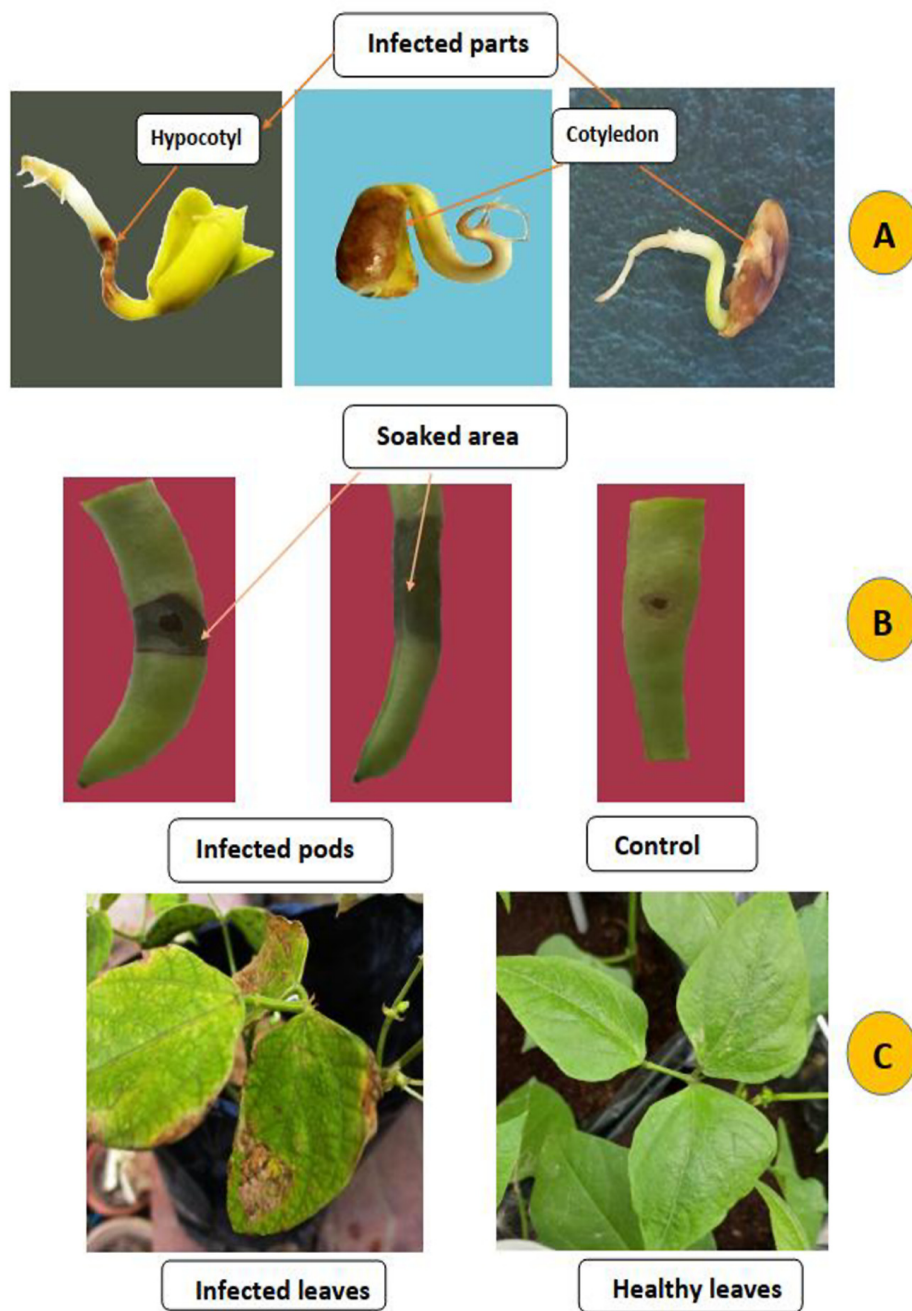 Infected parts
Hypocotyl
Cotyledon
A
Soaked area
B
Infected pods
Control
C
Infected leaves
Healthy leaves